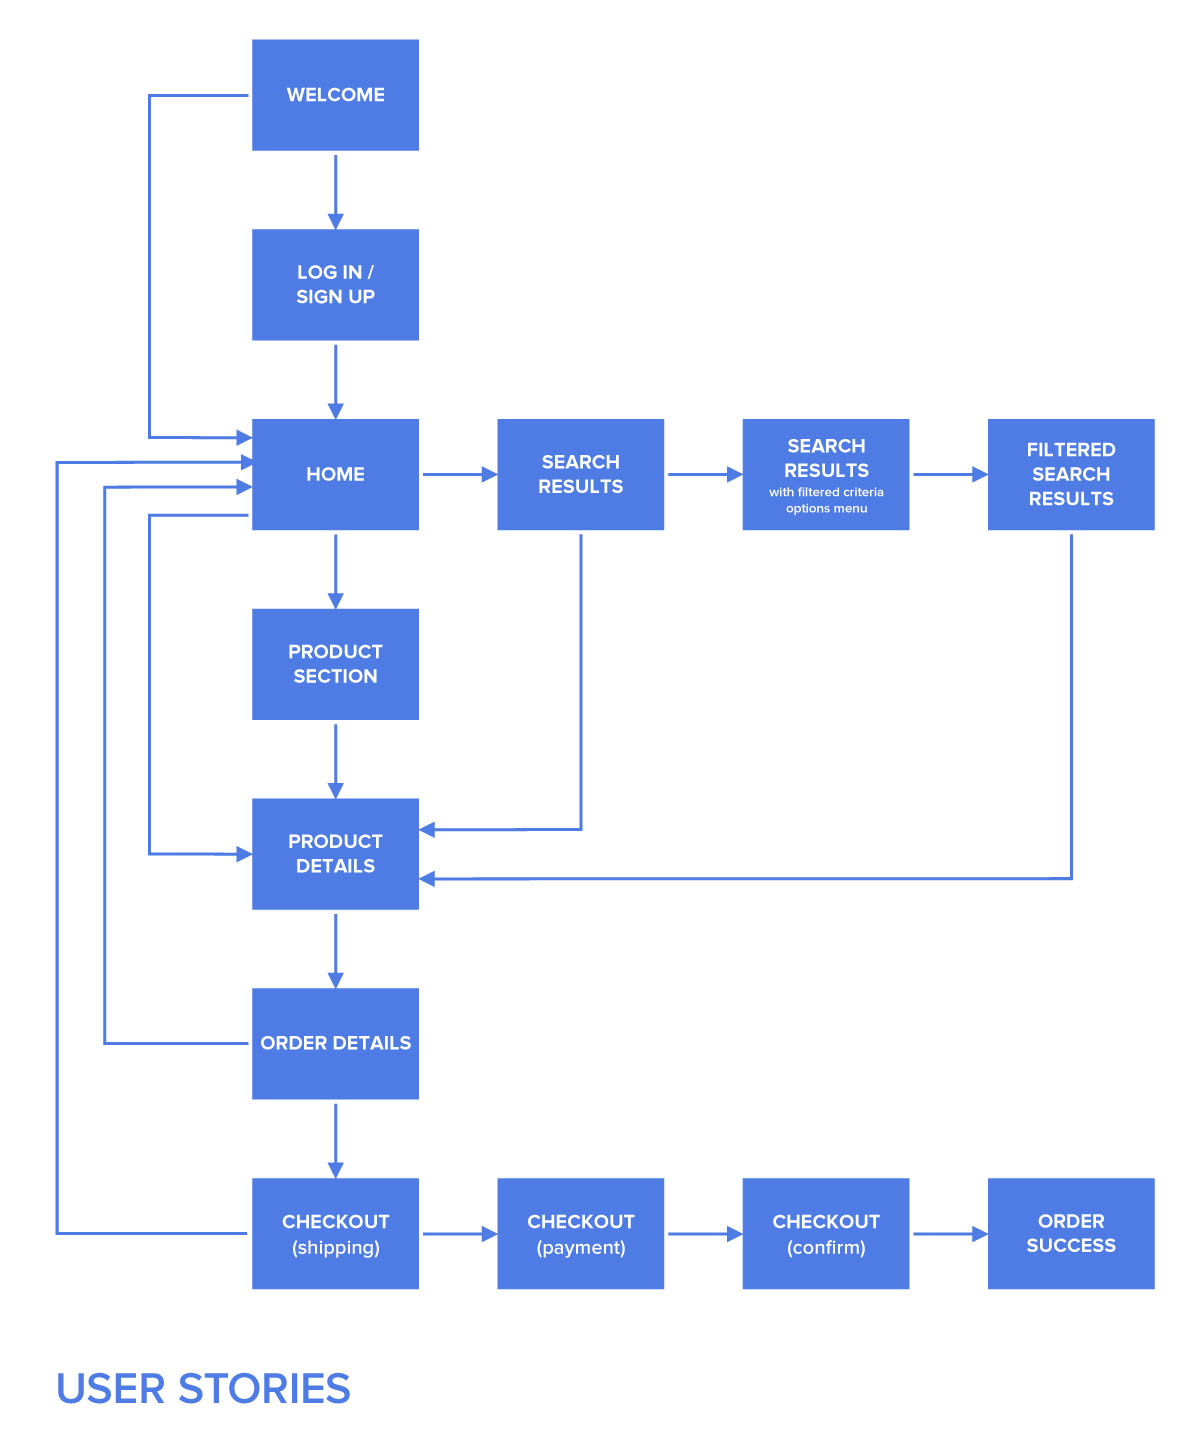 WELCOME
LOG IN /
SIGN UP
HOME
SEARCH
RESULTS
SEARCH
RESULTS
with filtered criteria
options menu
FILTERED
SEARCH
RESULTS
PRODUCT
SECTION
PRODUCT
DETAILS
ORDER DETAILS
CHECKOUT
(shipping)
CHECKOUT
(payment)
CHECKOUT
(confirm)
ORDER
SUCCESS
USER STORIES